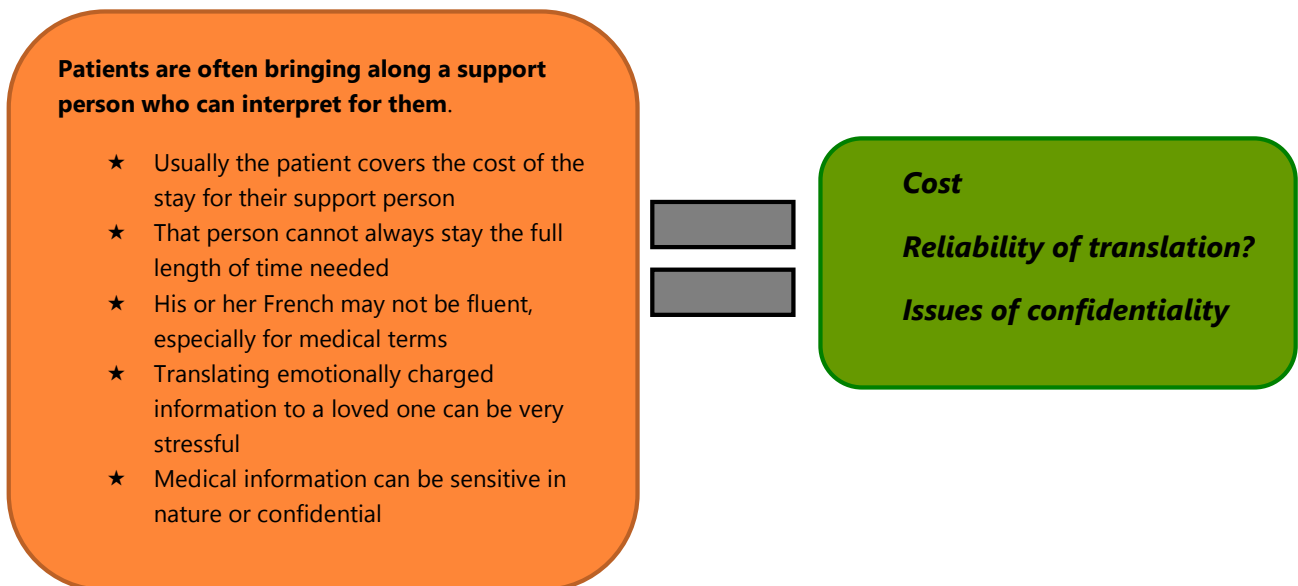 Patients are often bringing along a support
person who can interpret for them.
★ Usually the patient covers the cost of the
stay for their support person
★ That person cannot always stay the full
length of time needed
★ His or her French may not be fluent,
especially for medical terms
★ Translating emotionally charged
information to a loved one can be very
stressful
★ Medical information can be sensitive in
nature or confidential
Cost
Reliability of translation?
Issues of confidentiality